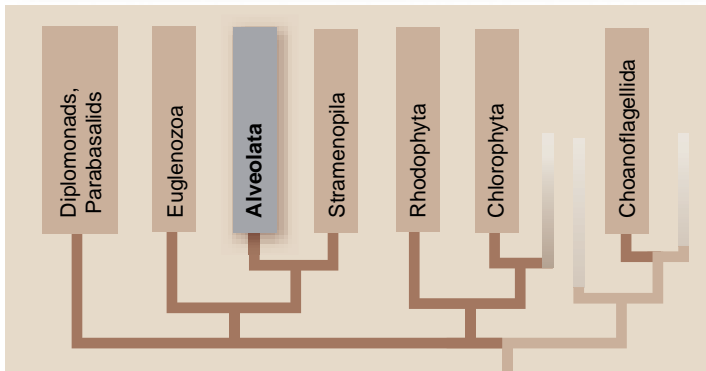 Diplomonads,
Parabasalids
Euglenozoa
Alveolata
Stramenopila
Rhodophyta
Chlorophyta
Choanoflagellida